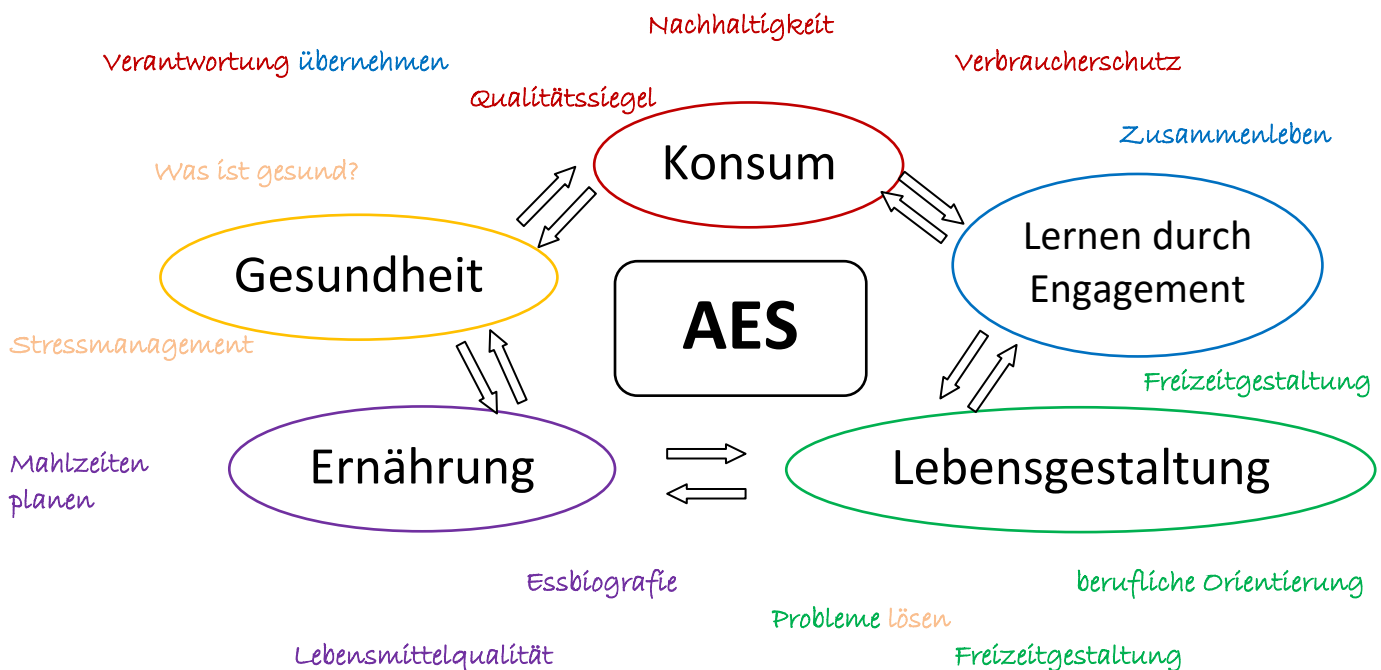 Nachhaltigkeit
Verantwortung übernehmen
Verbraucherschutz
Qualitätssiegel
Zusammenleben
Konsum
Was ist gesund?
Lernen durch
Engagement
Gesundheit
AES
Stressmanagement
Freizeitgestaltung
Mahlzeiten
planen
Ernährung
Lebensgestaltung
Essbiografie
berufliche Orientierung
Probleme lösen
Lebensmittelqualität
Freizeitgestaltung